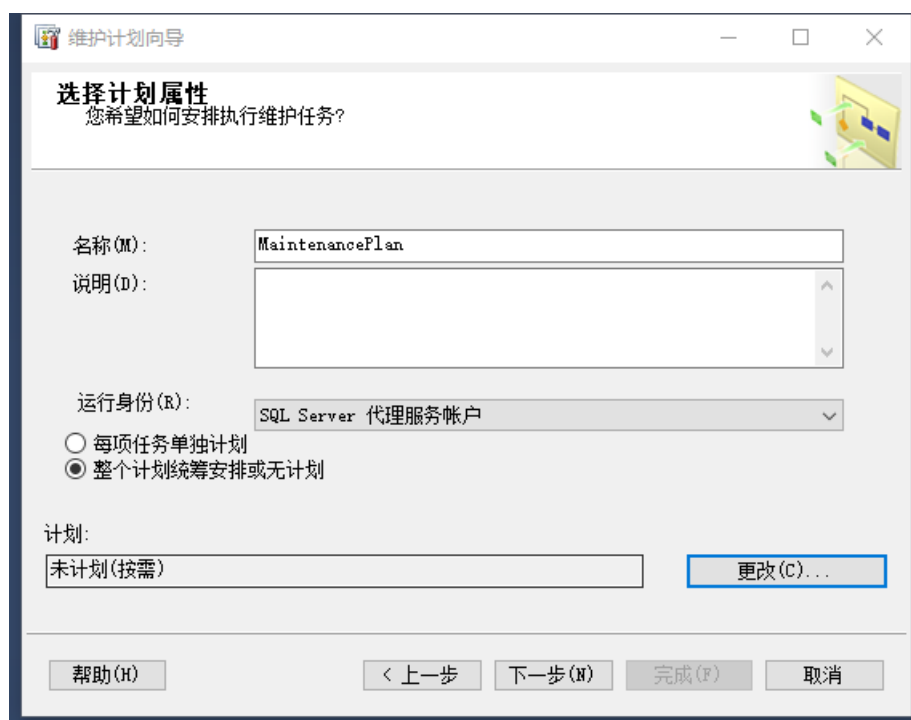 维护计划向导
选择计划属性
您希望如何安排执行维护任务?
名称(M):
MaintenancePlan
说明(D):
运行身份(R):
SQL Server 代理服务帐户
每项任务单独计划
整个计划统筹安排或无计划
计划:
未计划(按需)
更改(C)...
帮助(H)
< 上一步
下一步(N)
完成(F)
取消